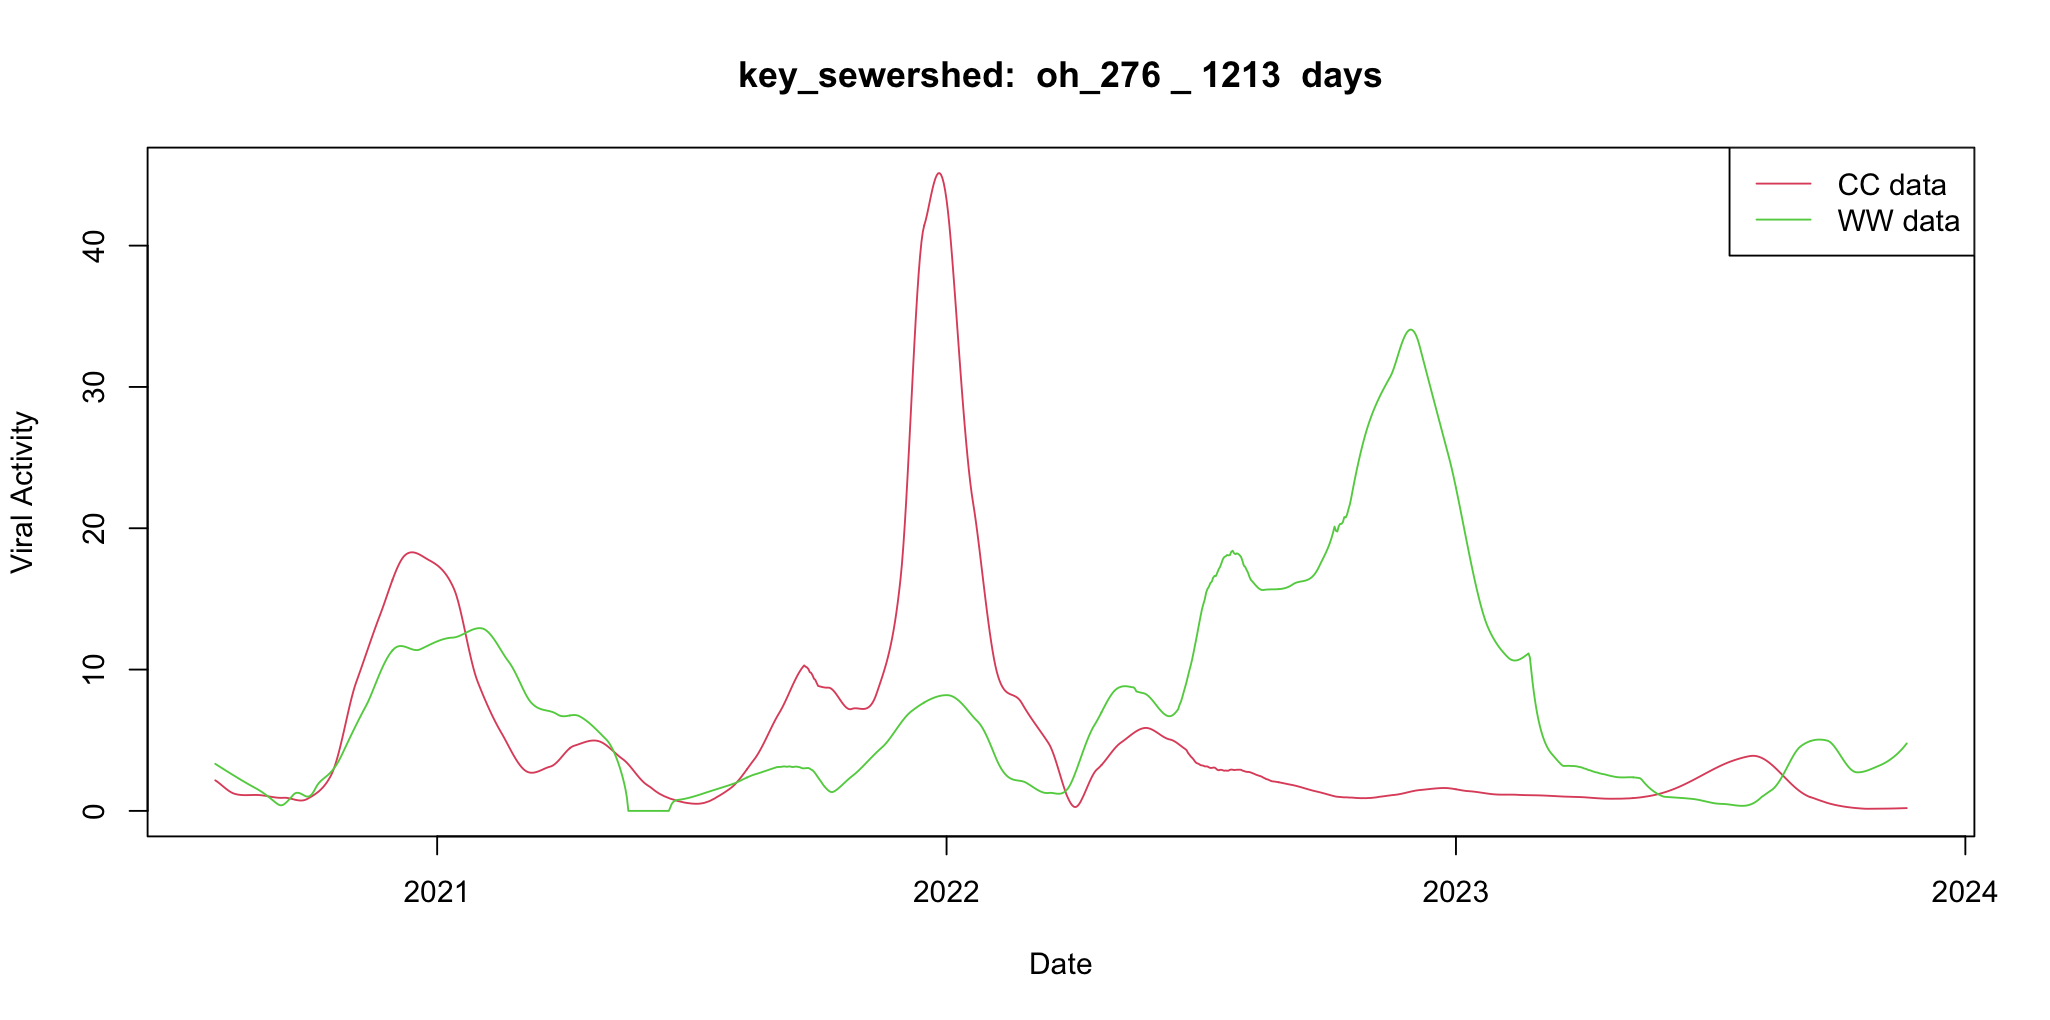 key_sewershed:  oh_276 _ 1213  days
CC data
WW data
Viral Activity
40
30
20
10
0
2021
2022
2023
2024
Date